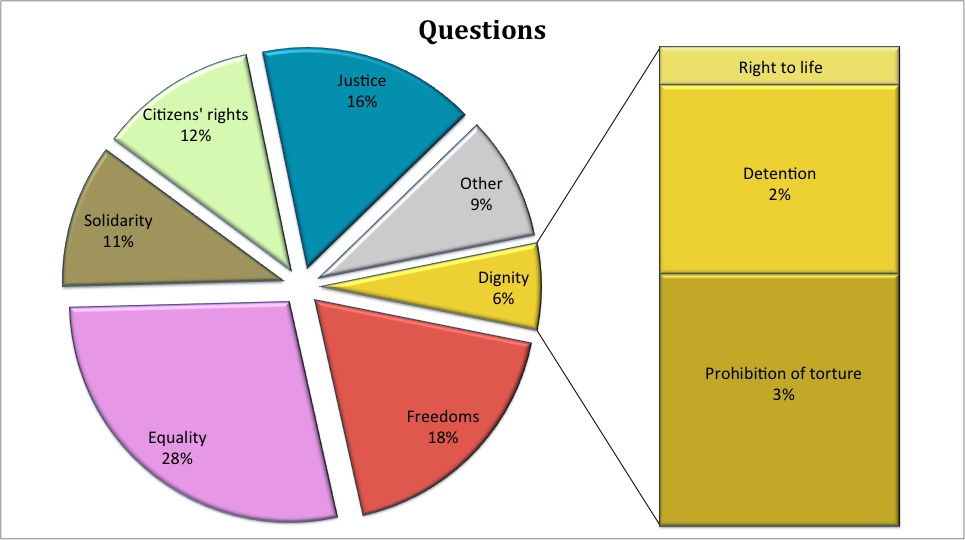 Questions
Justice
16%
Citizens' rights
12%
Other
9%
Solidarity
11%
Dignity
6%
Freedoms
18%
Equality
28%
Right to life
Detention
2%
Prohibition of torture
3%